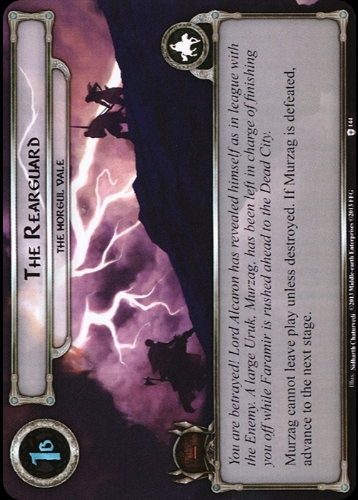 1B
THE REARGUARD
THE MORGUL VALE
You are betrayed! Lord Alcaron has revealed himself as in league with
the Enemy. A large Uruk, Murzag, has been left in charge of finishing
you off while Faramir is rushed ahead to the Dead City.
Murzag cannot leave play unless destroyed. If Murzag is defeated,
advance to the next stage.
Illus. Sidharth Chaturvedi ©2013 Middle-earth Enterprises ©2013 FFG 144